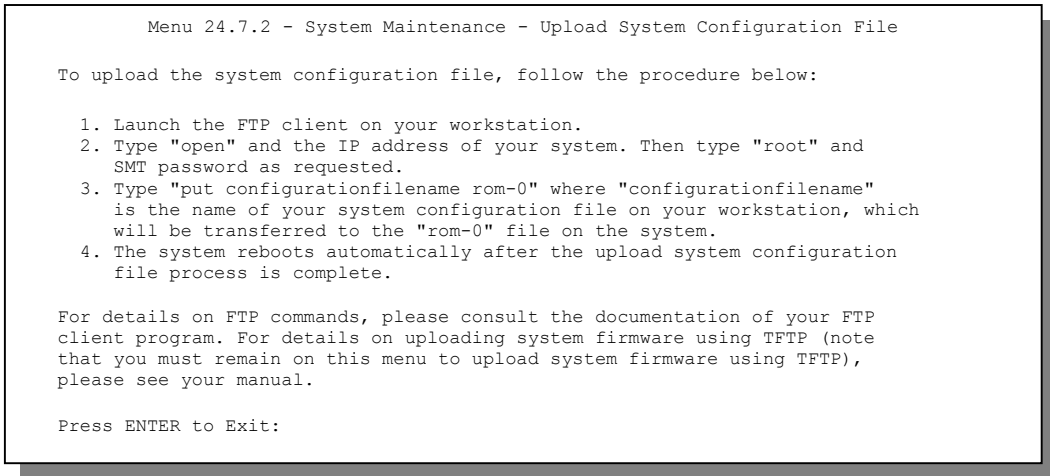 Menu 24.7.2 - System Maintenance - Upload System Configuration File
To upload the system configuration file, follow the procedure below:
1. Launch the FTP client on your workstation.
2. Type "open" and the IP address of your system. Then type "root" and
SMT password as requested.
3. Type "put configurationfilename rom-0" where "configurationfilename"
is the name of your system configuration file on your workstation, which
will be transferred to the "rom-0" file on the system.
4. The system reboots automatically after the upload system configuration
file process is complete.
For details on FTP commands, please consult the documentation of your FTP
client program. For details on uploading system firmware using TFTP (note
that you must remain on this menu to upload system firmware using TFTP),
please see your manual.
Press ENTER to Exit: